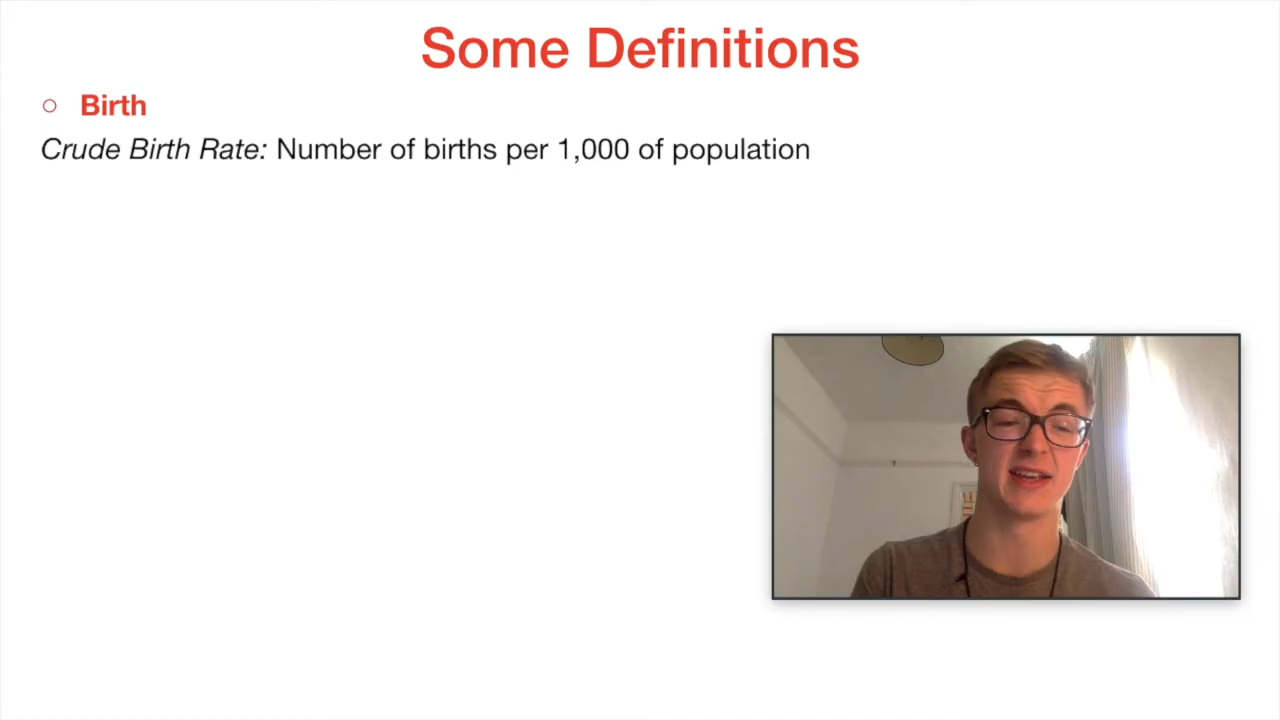 Some Definitions
○ Birth
Crude Birth Rate: Number of births per 1,000 of population